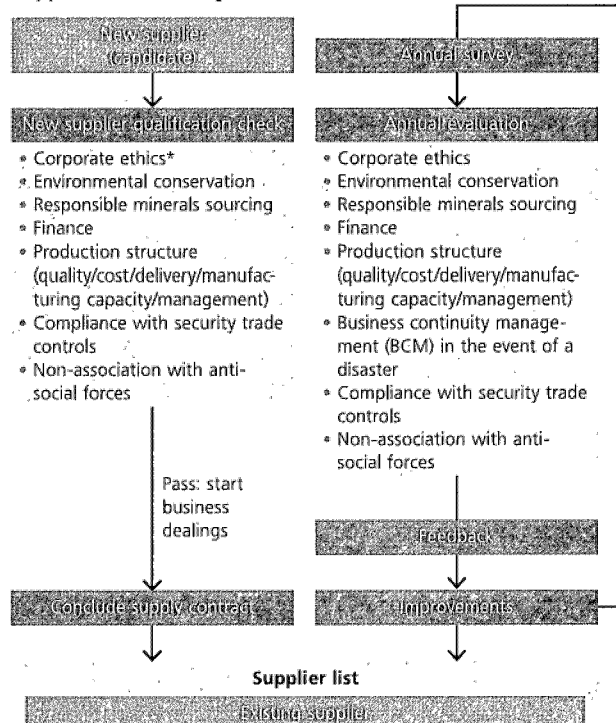 New supplier
(candidate)
New supplier qualification check
• Corporate ethics*
• Environmental conservation
• Responsible minerals sourcing
• Finance
• Production structure
(quality/cost/delivery/manufac-
turing capacity/management)
• Compliance with security trade
controls
• Non-association with anti-
social forces
Pass: start
business
dealings
Conclude supply contract
Annual survey
Annual evaluation
• Corporate ethics
• Environmental conservation
• Responsible minerals sourcing
• Finance
• Production structure
(quality/cost/delivery/manufac-
turing capacity/management)
• Business continuity manage-
ment (BCM) in the event of a
disaster
• Compliance with security trade
controls
• Non-association with anti-
social forces
Feedback
Improvements
Supplier list
Existing supplier